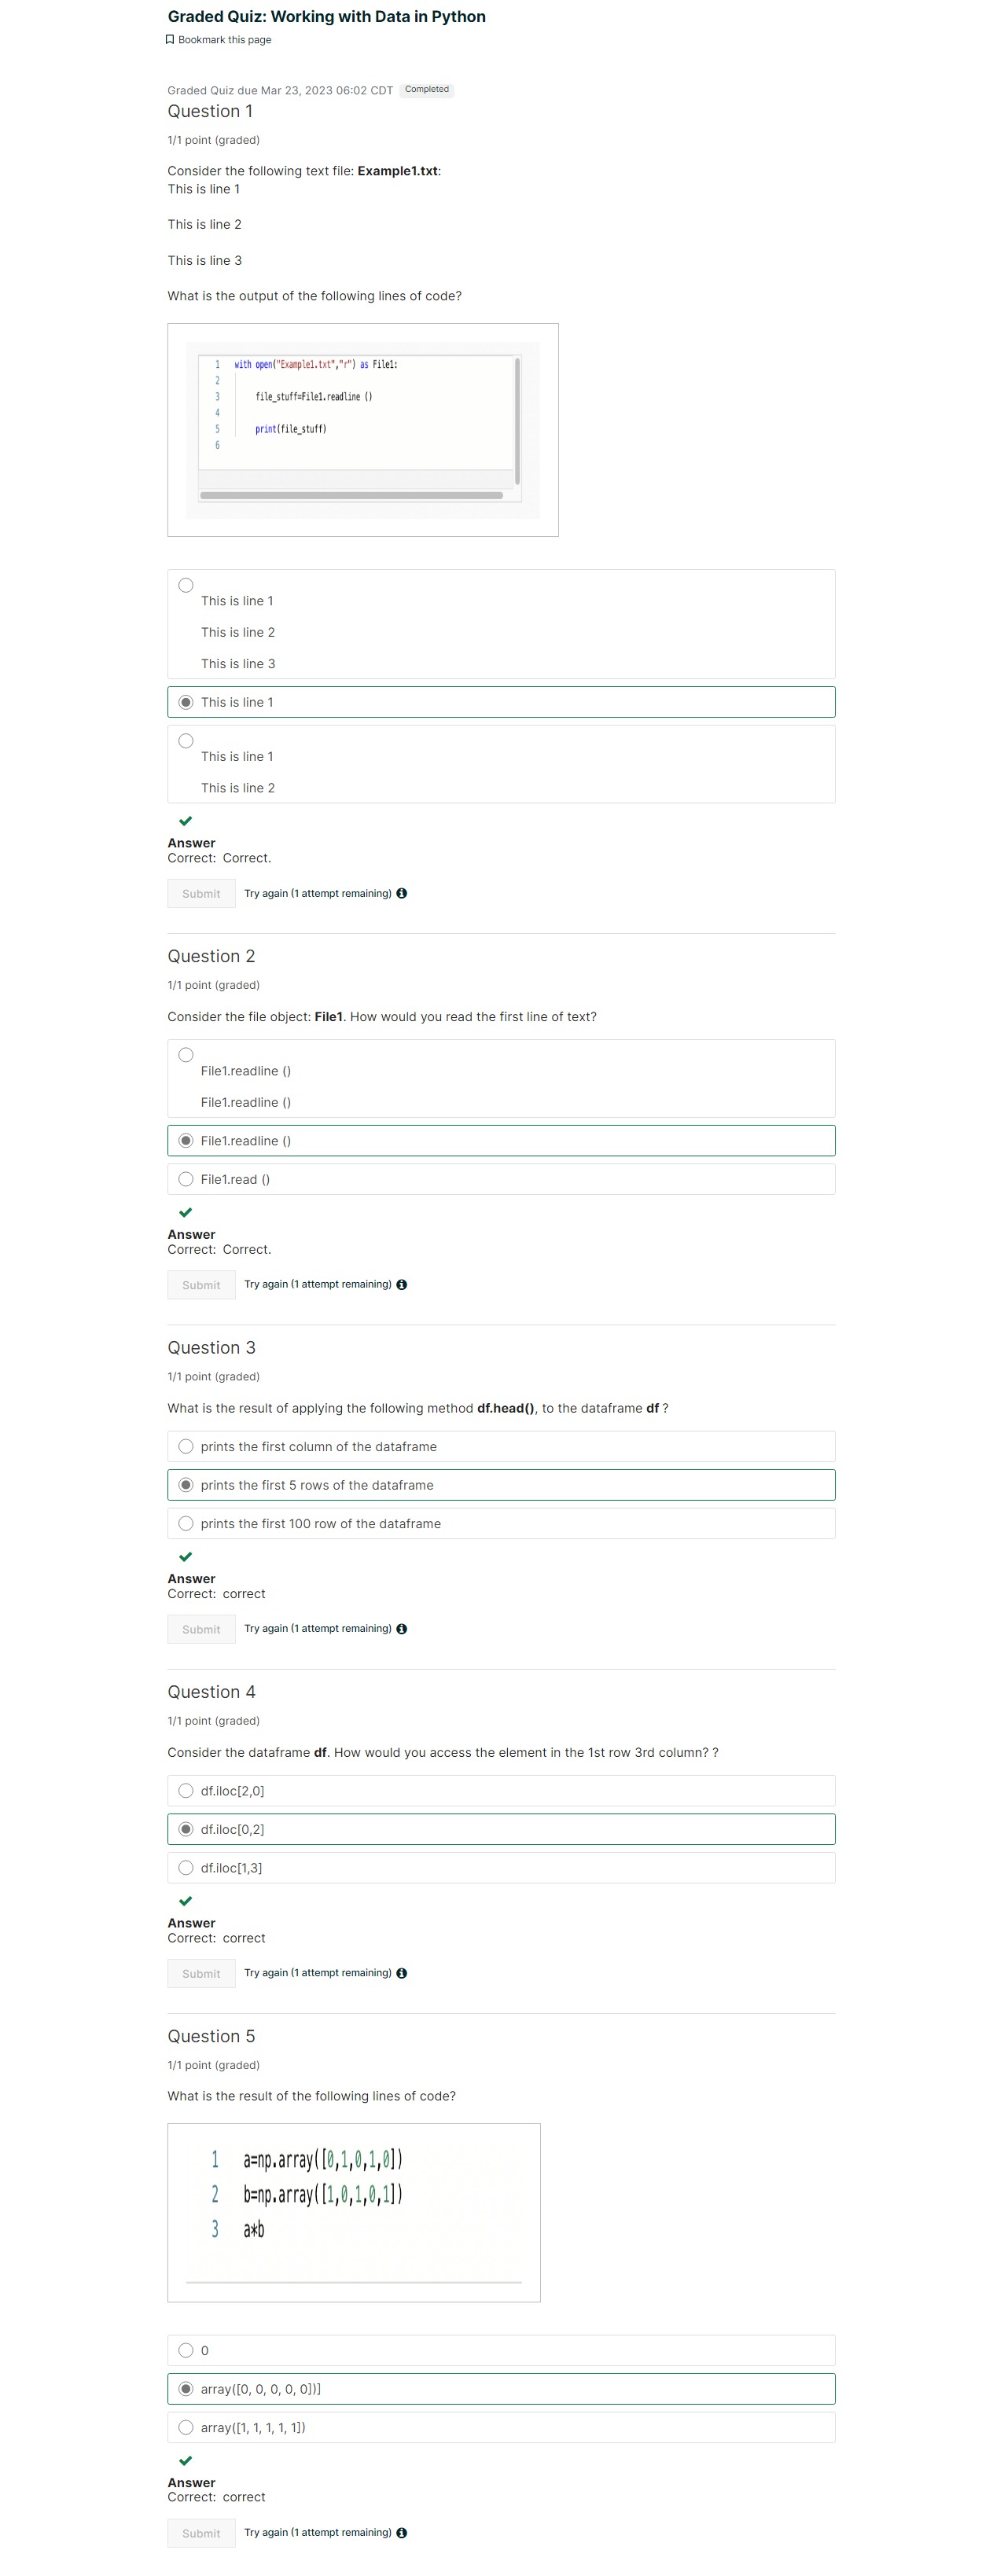 Graded Quiz: Working with Data in Python
Bookmark this page
Graded Quiz due Mar 23, 2023 06:02 CDT Completed
Question 1
1/1 point (graded)
Consider the following text file: Example1.txt:
This is line 1
This is line 2
This is line 3
What is the output of the following lines of code?
1 with open("Example1.txt","r") as File1:
2
3 file_stuff=File1.readline ()
4
5 print(file_stuff)
6
This is line 1
This is line 2
This is line 3
This is line 1
This is line 1
This is line 2
Answer
Correct: Correct.
Submit Try again (1 attempt remaining)
Question 2
1/1 point (graded)
Consider the file object: File1. How would you read the first line of text?
File1.readline ()
File1.readline ()
File1.readline ()
File1.read ()
Answer
Correct: Correct.
Submit Try again (1 attempt remaining)
Question 3
1/1 point (graded)
What is the result of applying the following method df.head(), to the dataframe df ?
prints the first column of the dataframe
prints the first 5 rows of the dataframe
prints the first 100 row of the dataframe
Answer
Correct: correct
Submit Try again (1 attempt remaining)
Question 4
1/1 point (graded)
Consider the dataframe df. How would you access the element in the 1st row 3rd column? ?
df.iloc[2,0]
df.iloc[0,2]
df.iloc[1,3]
Answer
Correct: correct
Submit Try again (1 attempt remaining)
Question 5
1/1 point (graded)
What is the result of the following lines of code?
1 a=np.array([0,1,0,1,0])
2 b=np.array([1,0,1,0,1])
3 a*b
0
array([0, 0, 0, 0, 0])]
array([1, 1, 1, 1, 1])
Answer
Correct: correct
Submit Try again (1 attempt remaining)